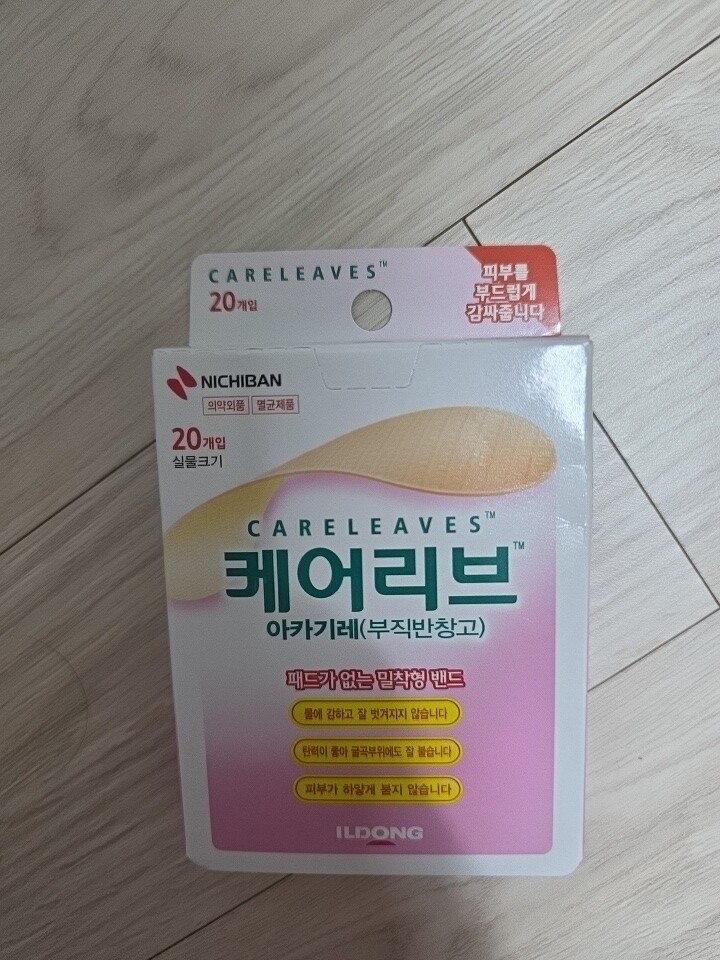 CARELEAVES™
20개입
피부를
부드럽게
감싸줍니다
NICHIBAN
의약외품 멸균제품
20개입
실물크기
CARELEAVES™
케어리브™
아카기레(부직반창고)
패드가 없는 밀착형 밴드
물에 강하고 잘 벗겨지지 않습니다
탄력이 좋아 굴곡부위에도 잘 붙습니다
피부가 하얗게 붇지 않습니다
ILDONG